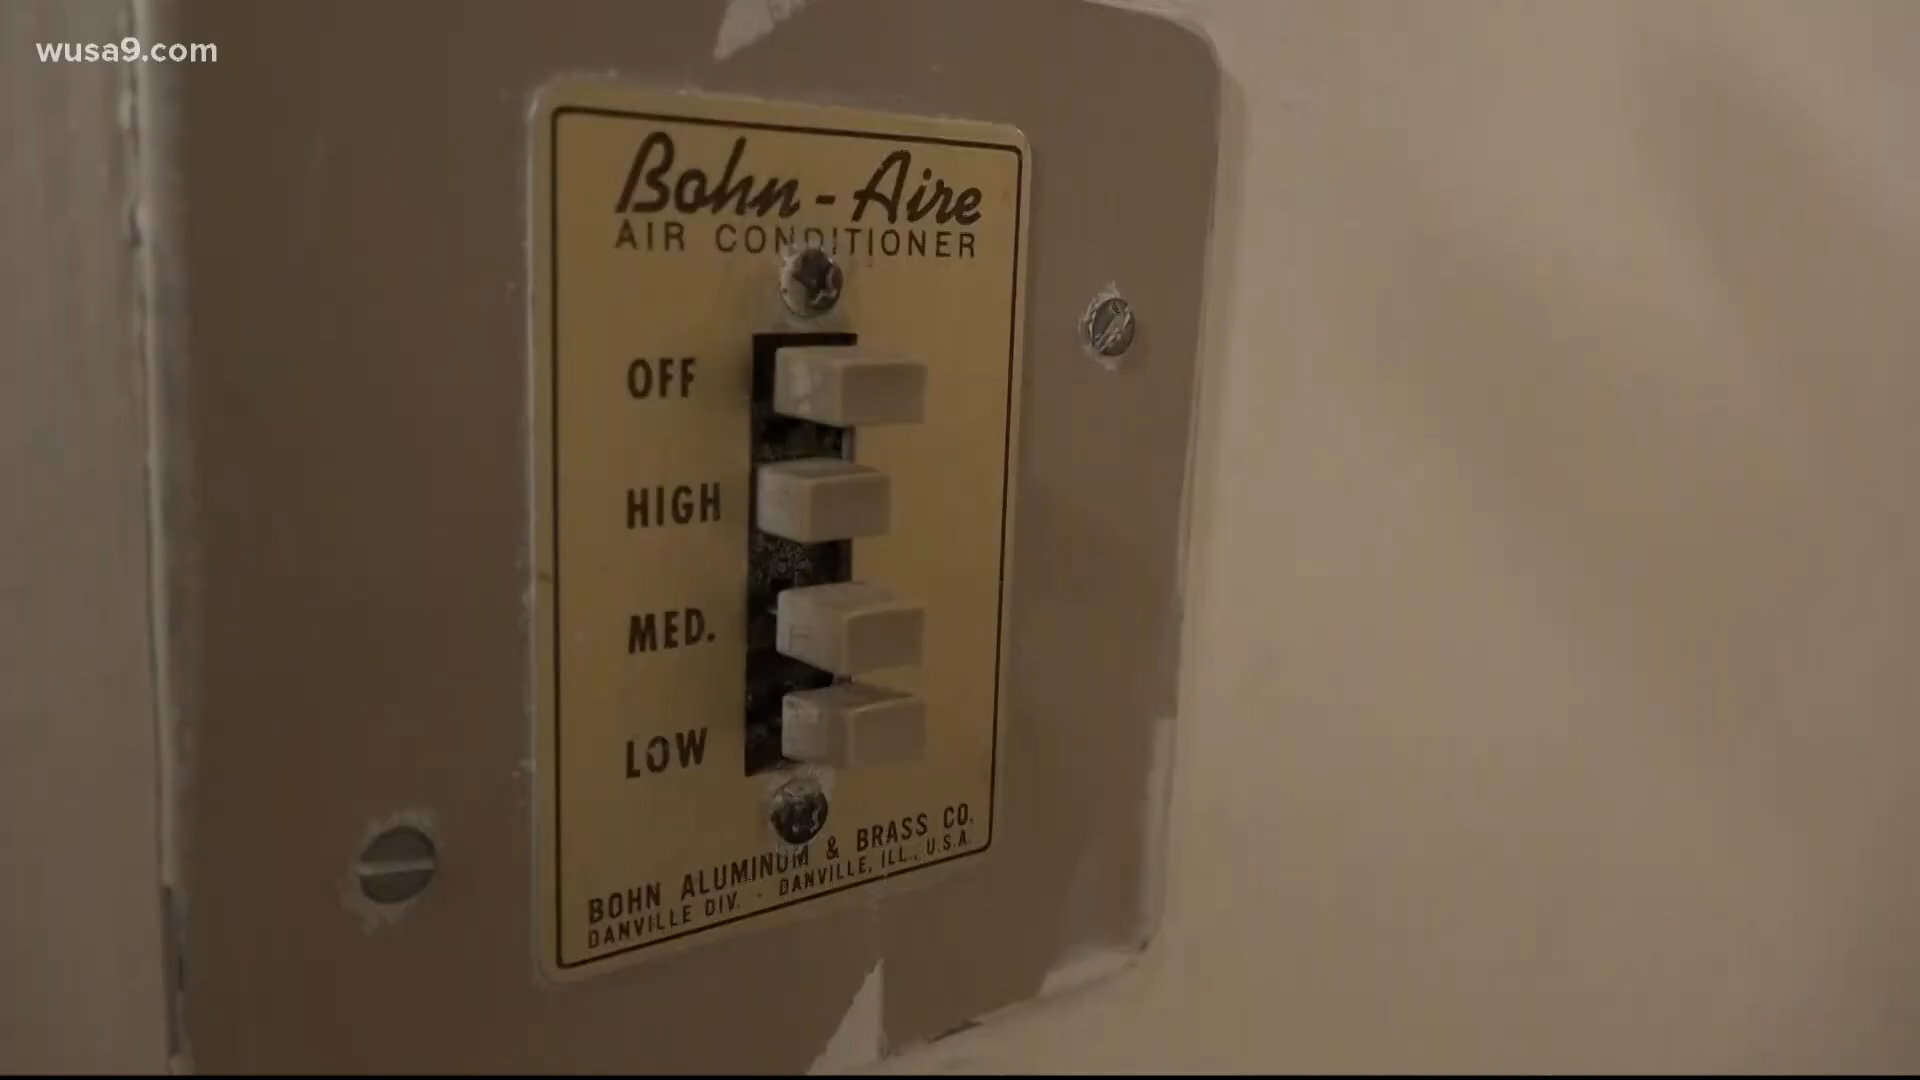 wusa9.com
Bohn-Aire
AIR CONDITIONER
OFF
HIGH
MED.
LOW
BOHN ALUMINUM & BRASS CO.
DANVILLE DIV. - DANVILLE, ILL., U.S.A.